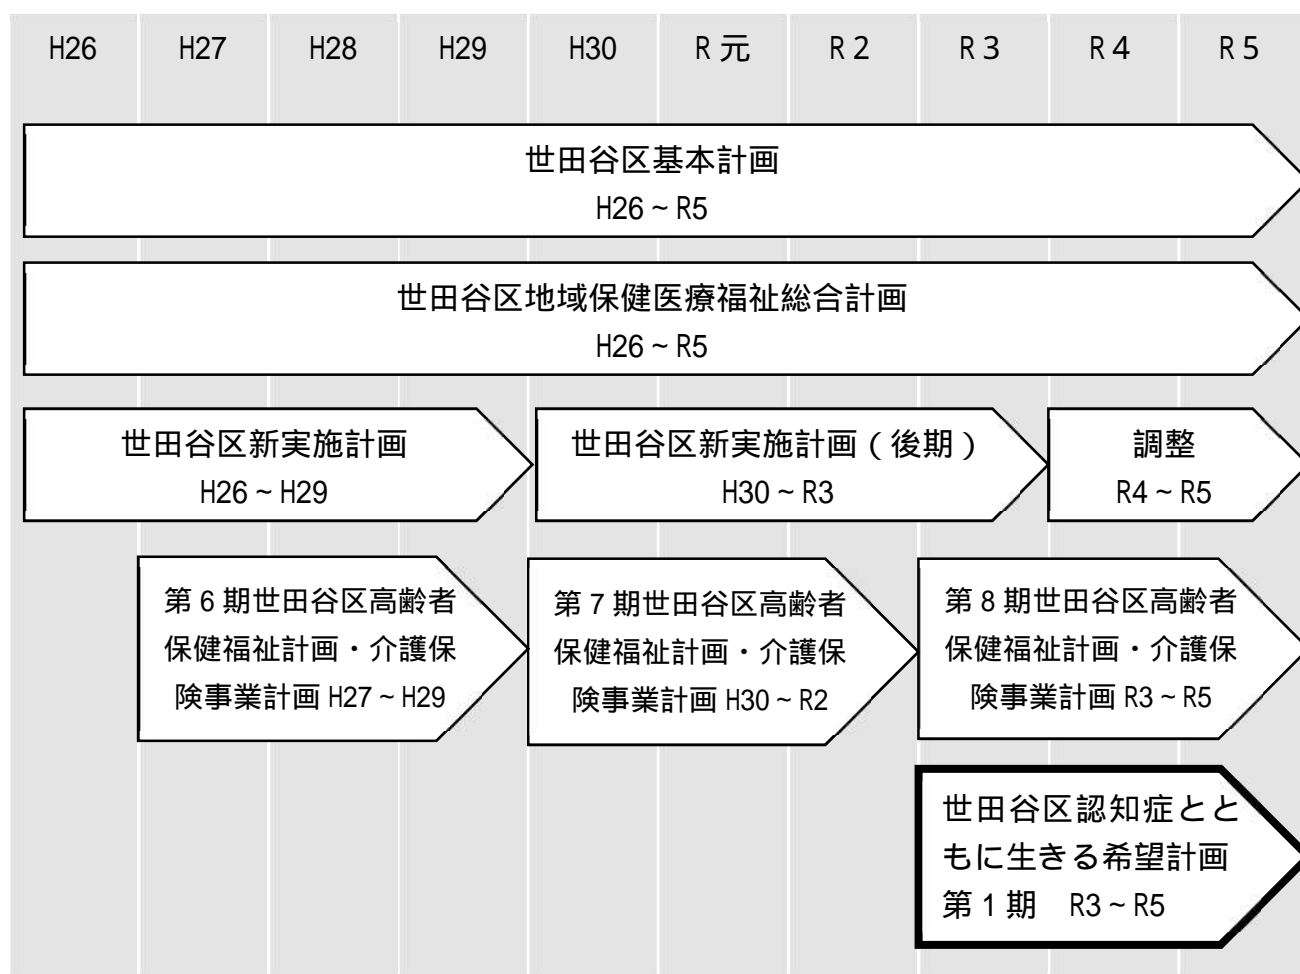 H26 H27 H28 H29 H30 R元 R2 R3 R4 R5
世田谷区基本計画
H26~R5
世田谷区地域保健医療福祉総合計画
H26~R5
世田谷区新実施計画
H26~H29
世田谷区新実施計画(後期)
H30~R3
調整
R4~R5
第6期世田谷区高齢者
保健福祉計画・介護保
険事業計画 H27~H29
第7期世田谷区高齢者
保健福祉計画・介護保
険事業計画 H30~R2
第8期世田谷区高齢者
保健福祉計画・介護保
険事業計画 R3~R5
世田谷区認知症とと
もに生きる希望計画
第1期 R3~R5